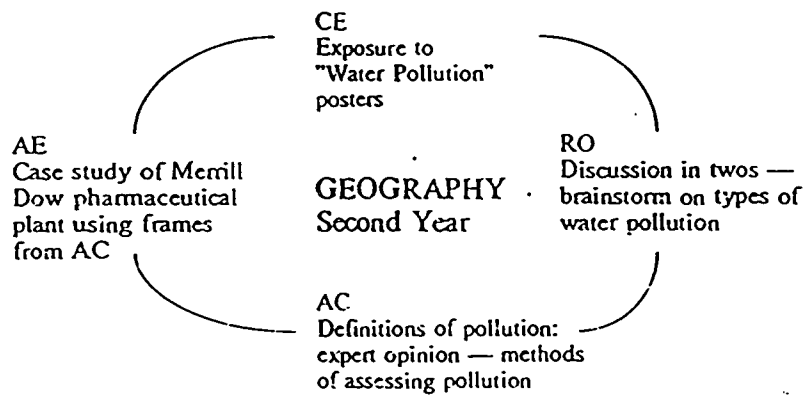 CE
Exposure to
"Water Pollution"
posters
RO
Discussion in twos —
brainstorm on types of
water pollution
AC
Definitions of pollution:
expert opinion — methods
of assessing pollution
AE
Case study of Merrill
Dow pharmaceutical
plant using frames
from AC
GEOGRAPHY
Second Year